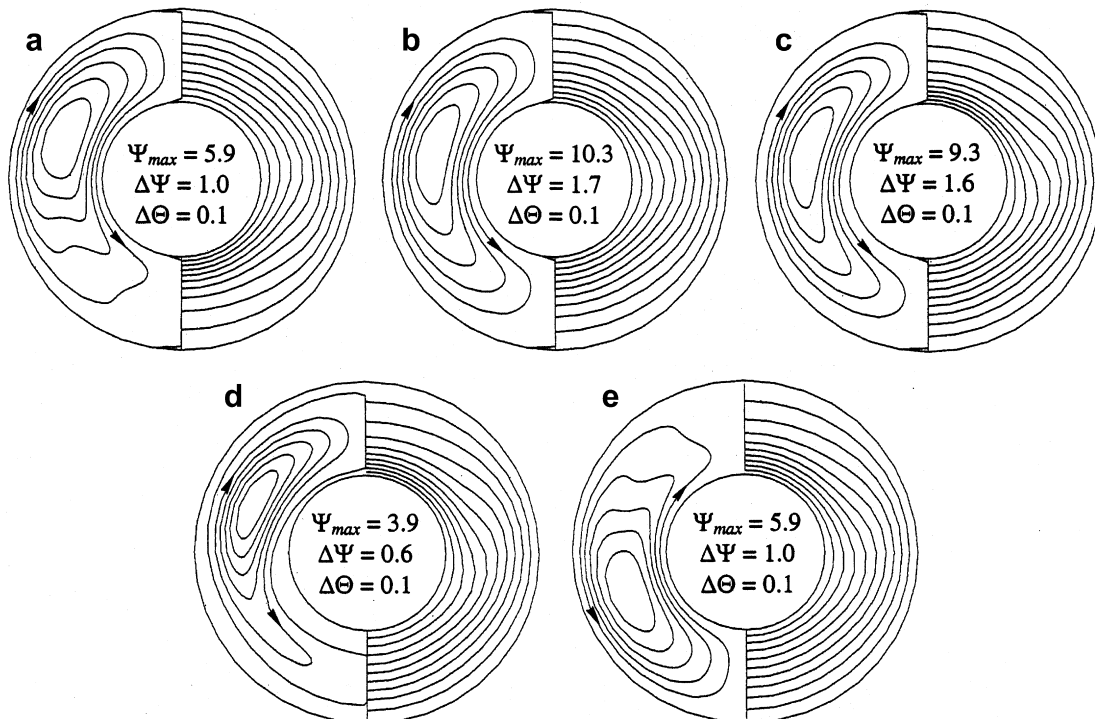 a
Ψmax = 5.9
ΔΨ = 1.0
ΔΘ = 0.1
b
Ψmax = 10.3
ΔΨ = 1.7
ΔΘ = 0.1
c
Ψmax = 9.3
ΔΨ = 1.6
ΔΘ = 0.1
d
Ψmax = 3.9
ΔΨ = 0.6
ΔΘ = 0.1
e
Ψmax = 5.9
ΔΨ = 1.0
ΔΘ = 0.1